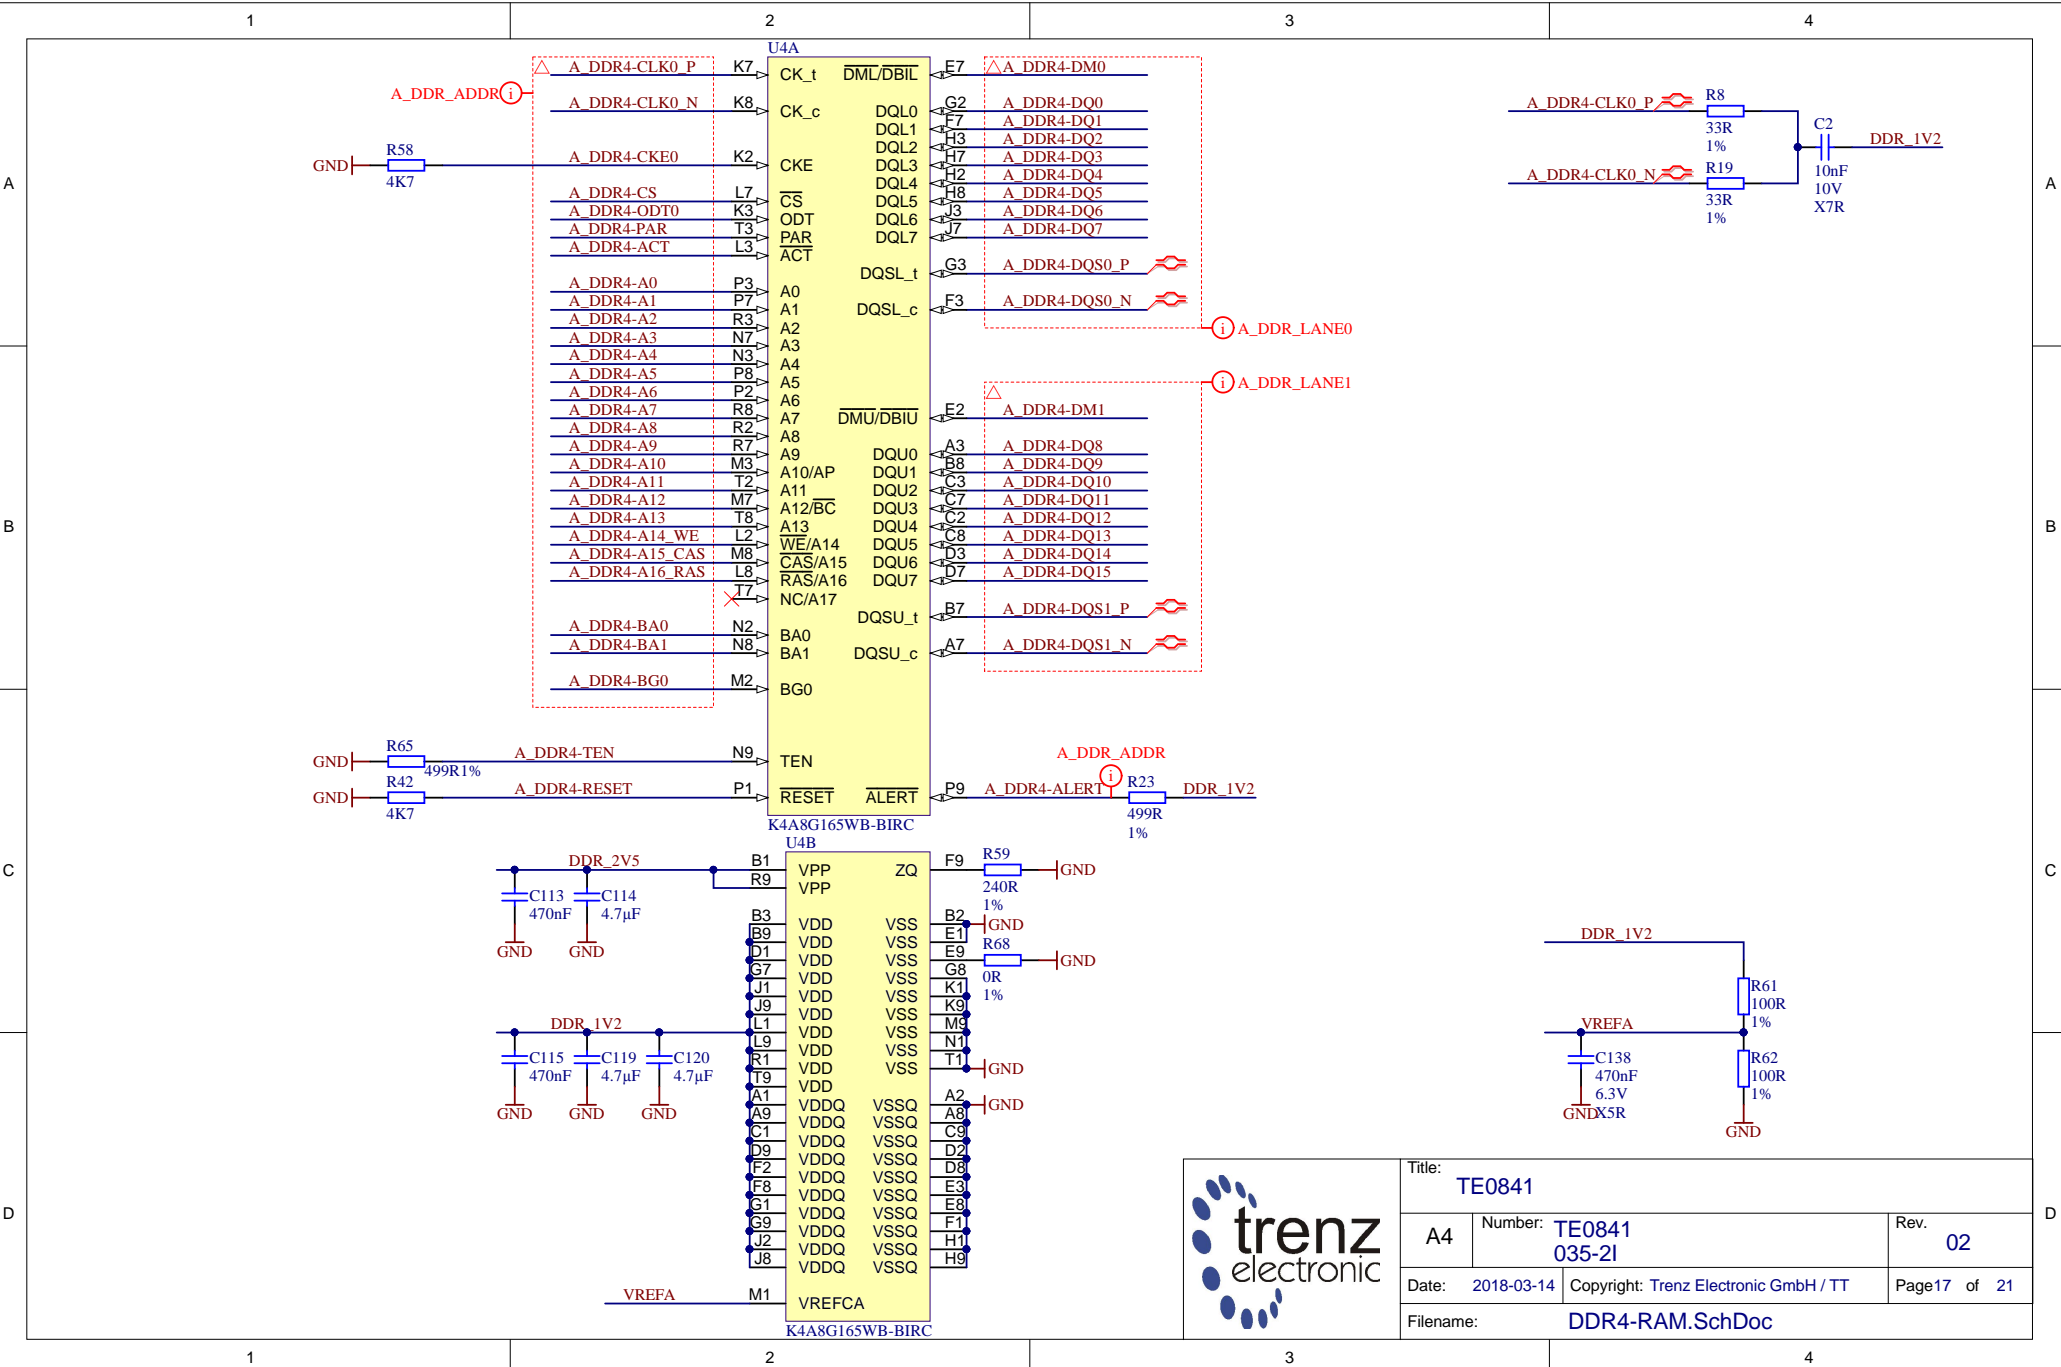 1 2 3 4
A
B
C
D
A
B
C
D
U4A
A_DDR_ADDR i
A_DDR4-CLK0_P K7 CK_t
A_DDR4-CLK0_N K8 CK_c
GND R58 4K7 A_DDR4-CKE0 K2 CKE
A_DDR4-CS L7 CS
A_DDR4-ODT0 K3 ODT
A_DDR4-PAR T3 PAR
A_DDR4-ACT L3 ACT
A_DDR4-A0 P3 A0
A_DDR4-A1 P7 A1
A_DDR4-A2 R3 A2
A_DDR4-A3 N7 A3
A_DDR4-A4 N3 A4
A_DDR4-A5 P8 A5
A_DDR4-A6 P2 A6
A_DDR4-A7 R8 A7
A_DDR4-A8 R2 A8
A_DDR4-A9 R7 A9
A_DDR4-A10 M3 A10/AP
A_DDR4-A11 T2 A11
A_DDR4-A12 M7 A12/BC
A_DDR4-A13 T8 A13
A_DDR4-A14_WE L2 WE/A14
A_DDR4-A15_CAS M8 CAS/A15
A_DDR4-A16_RAS L8 RAS/A16
T7 NC/A17
A_DDR4-BA0 N2 BA0
A_DDR4-BA1 N8 BA1
A_DDR4-BG0 M2 BG0
GND R65 499R1% A_DDR4-TEN N9 TEN
GND R42 4K7 A_DDR4-RESET P1 RESET
DML/DBIL E7 A_DDR4-DM0
DQL0 G2 A_DDR4-DQ0
DQL1 F7 A_DDR4-DQ1
DQL2 H3 A_DDR4-DQ2
DQL3 H7 A_DDR4-DQ3
DQL4 H2 A_DDR4-DQ4
DQL5 H8 A_DDR4-DQ5
DQL6 J3 A_DDR4-DQ6
DQL7 J7 A_DDR4-DQ7
DQSL_t G3 A_DDR4-DQS0_P
DQSL_c F3 A_DDR4-DQS0_N
i A_DDR_LANE0
i A_DDR_LANE1
DMU/DBIU E2 A_DDR4-DM1
DQU0 A3 A_DDR4-DQ8
DQU1 B8 A_DDR4-DQ9
DQU2 C3 A_DDR4-DQ10
DQU3 C7 A_DDR4-DQ11
DQU4 C2 A_DDR4-DQ12
DQU5 C8 A_DDR4-DQ13
DQU6 D3 A_DDR4-DQ14
DQU7 D7 A_DDR4-DQ15
DQSU_t B7 A_DDR4-DQS1_P
DQSU_c A7 A_DDR4-DQS1_N
A_DDR_ADDR
i
ALERT P9 A_DDR4-ALERT R23 DDR_1V2
499R
1%
K4A8G165WB-BIRC
A_DDR4-CLK0_P R8
33R
1%
A_DDR4-CLK0_N R19
33R
1%
C2 DDR_1V2
10nF
10V
X7R
U4B
DDR_2V5 B1 VPP
R9 VPP
C113
470nF
GND
C114
4.7µF
GND
B3 VDD
B9 VDD
D1 VDD
G7 VDD
J1 VDD
J9 VDD
DDR_1V2 L1 VDD
L9 VDD
R1 VDD
T9 VDD
C115
470nF
GND
C119
4.7µF
GND
C120
4.7µF
GND
A1 VDDQ
A9 VDDQ
C1 VDDQ
D9 VDDQ
F2 VDDQ
F8 VDDQ
G1 VDDQ
G9 VDDQ
J2 VDDQ
J8 VDDQ
VREFA M1 VREFCA
ZQ F9 R59 GND
240R
1%
VSS B2 GND
VSS E1
VSS E9 R68 GND
0R
1%
VSS G8
VSS K1
VSS K9
VSS M9
VSS N1
VSS T1 GND
VSSQ A2 GND
VSSQ A8
VSSQ C9
VSSQ D2
VSSQ D8
VSSQ E3
VSSQ E8
VSSQ F1
VSSQ H1
VSSQ H9
K4A8G165WB-BIRC
DDR_1V2
R61
100R
1%
VREFA
C138
470nF
6.3V
X5R
GND
R62
100R
1%
GND
trenz
electronic
Title:
TE0841
A4
Number: TE0841
035-2I
Rev.
02
Date: 2018-03-14 Copyright: Trenz Electronic GmbH / TT Page17 of 21
Filename: DDR4-RAM.SchDoc
1 2 3 4